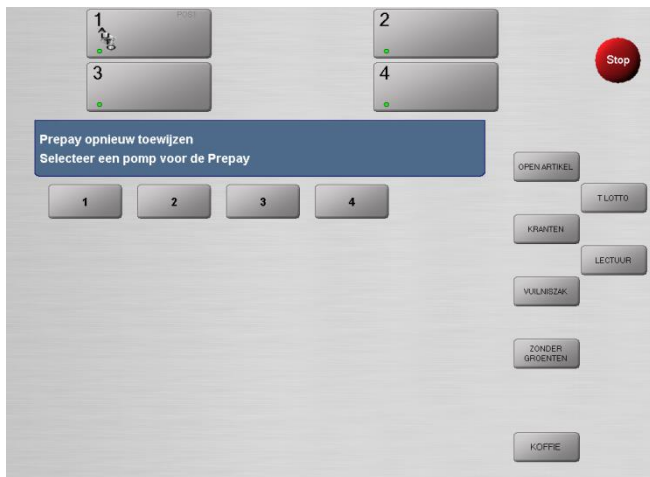 1 POST
2
Stop
3
4
Prepay opnieuw toewijzen
Selecteer een pomp voor de Prepay
OPEN ARTIKEL
1 2 3 4
T LOTTO
KRANTEN
LECTUUR
VUILNISZAK
ZONDER
GROENTEN
KOFFIE